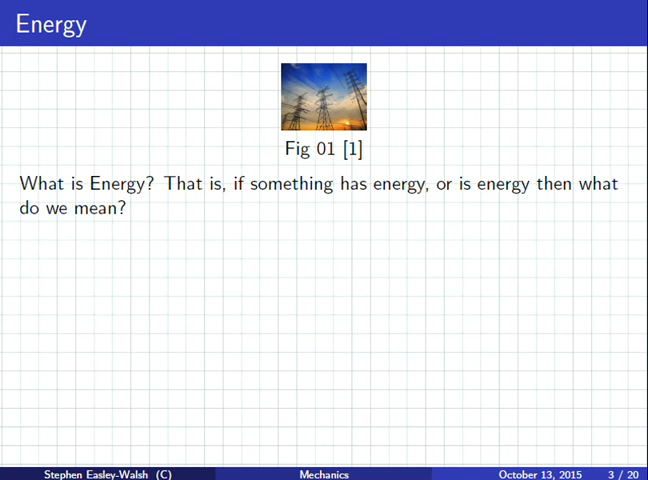 Energy
Fig 01 [1]
What is Energy? That is, if something has energy, or is energy then what
do we mean?
Stephen Easley-Walsh (C) Mechanics October 13, 2015 3 / 20